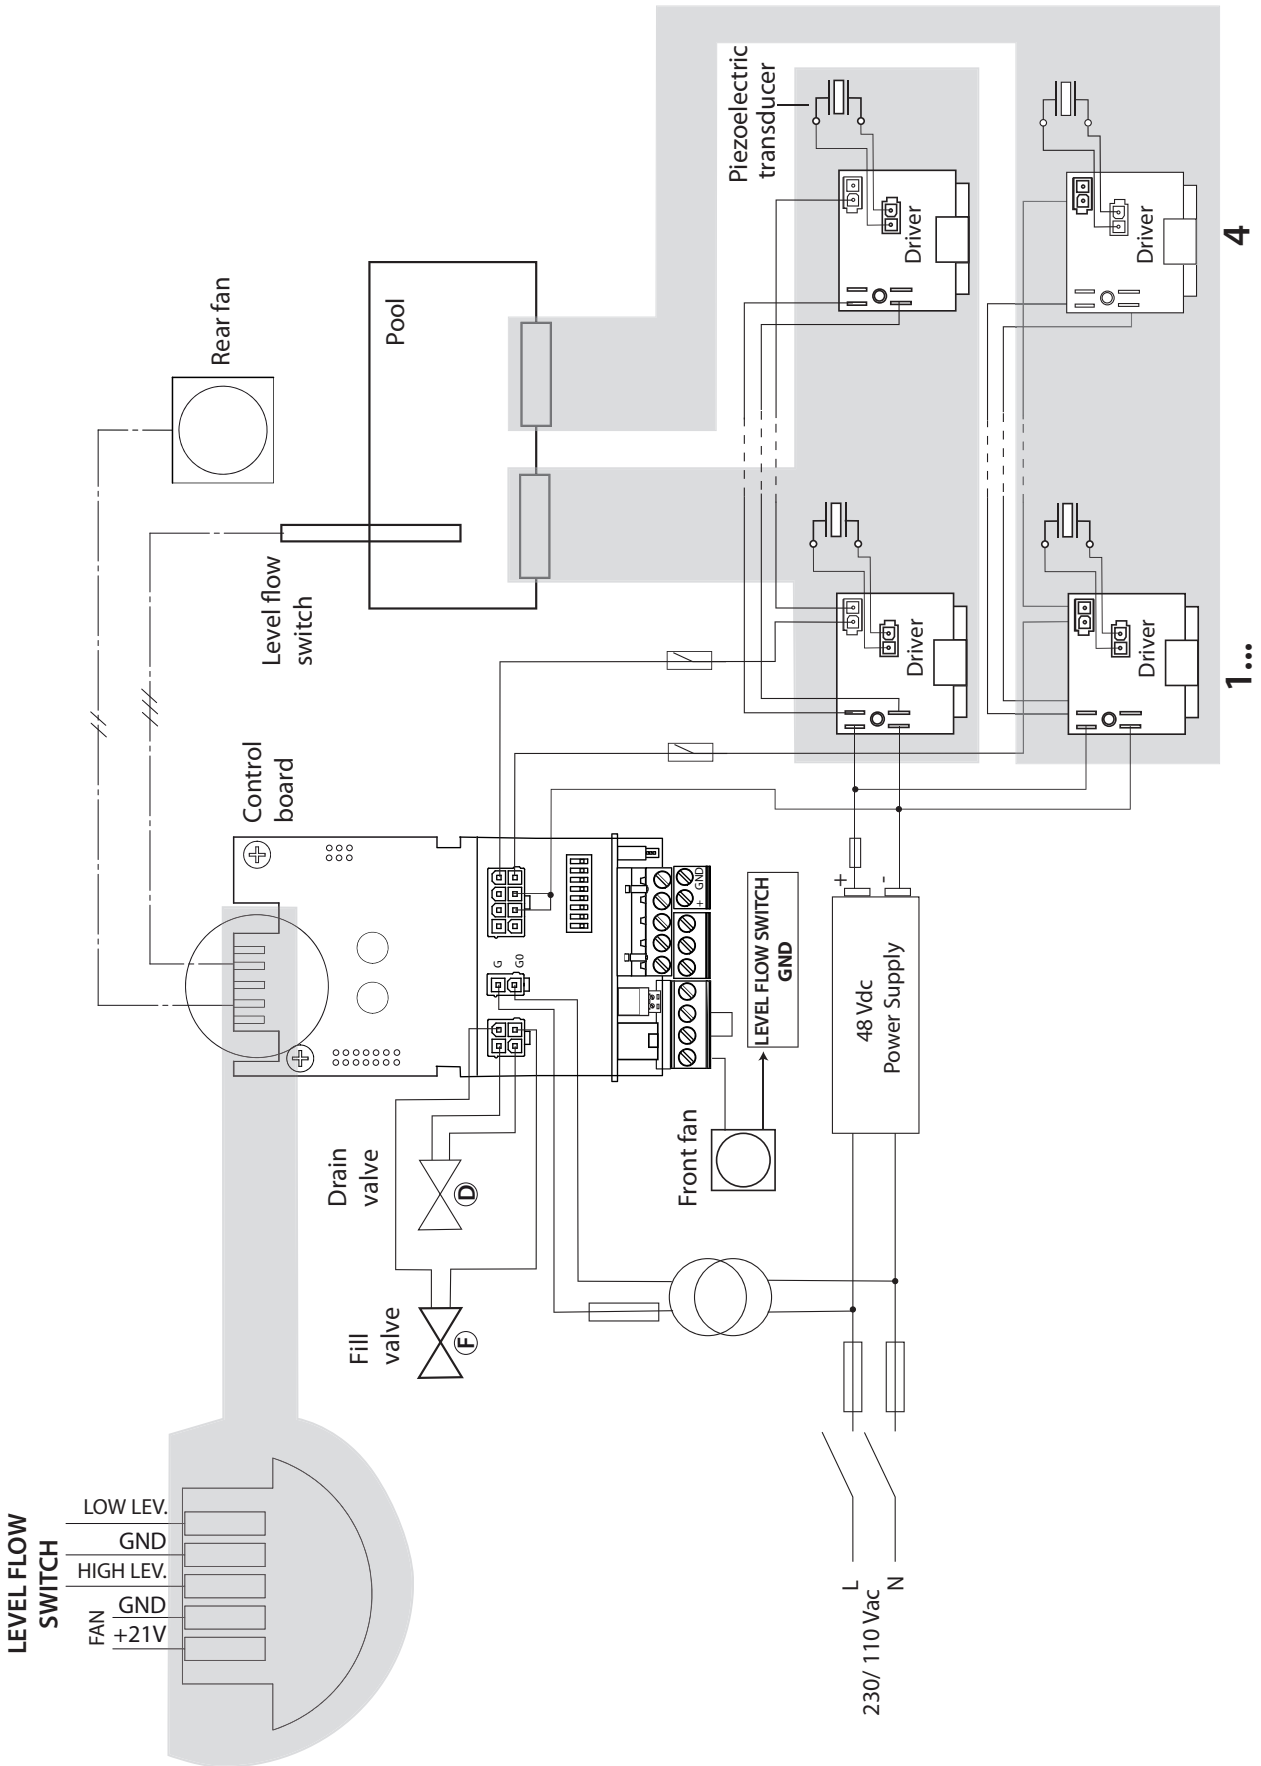 LEVEL FLOW
SWITCH
LOW LEV.
GND
HIGH LEV.
GND
+21V
FAN
Rear fan
Level flow
switch
Pool
Piezoelectric
transducer
Control
board
G
G0
+
GND
Drain
valve
D
Fill
valve
F
Front fan
LEVEL FLOW SWITCH
GND
48 Vdc
Power Supply
+
-
Driver
Driver
Driver
Driver
1...
4
L
230/ 110 Vac
N